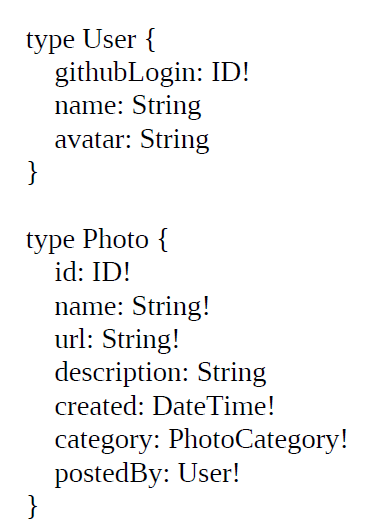 type User {
    githubLogin: ID!
    name: String
    avatar: String
}

type Photo {
    id: ID!
    name: String!
    url: String!
    description: String
    created: DateTime!
    category: PhotoCategory!
    postedBy: User!
}